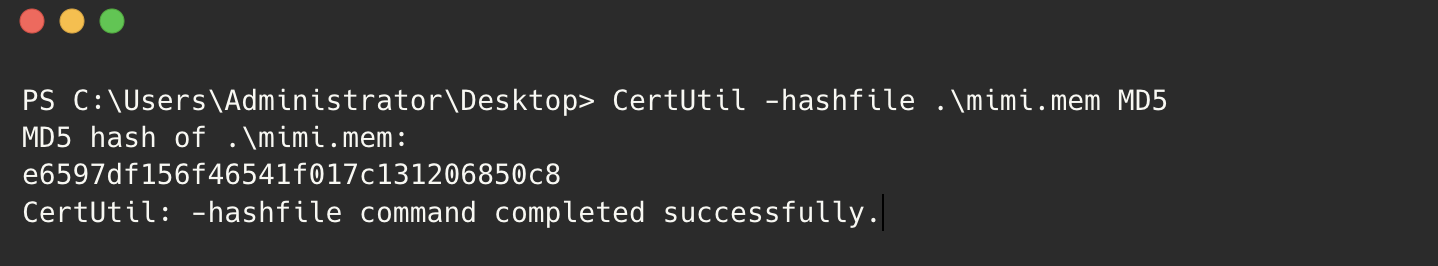 PS C:\Users\Administrator\Desktop> CertUtil -hashfile .\mimi.mem MD5
MD5 hash of .\mimi.mem:
e6597df156f46541f017c131206850c8
CertUtil: -hashfile command completed successfully.